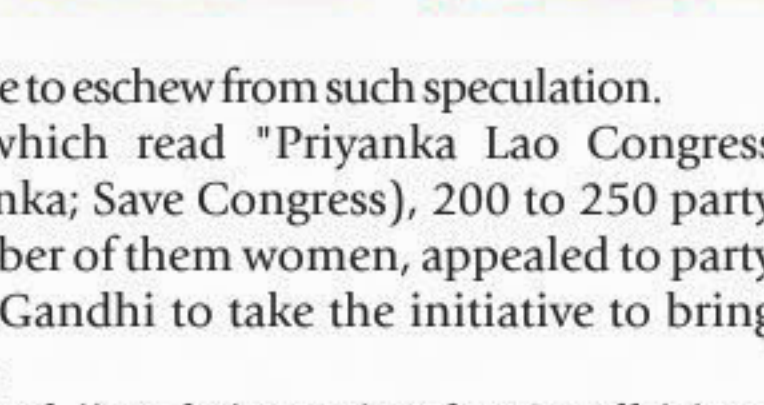 e to eschew from such speculation.
which read "Priyanka Lao Congress
nka; Save Congress), 200 to 250 party
ber of them women, appealed to party
Gandhi to take the initiative to bring